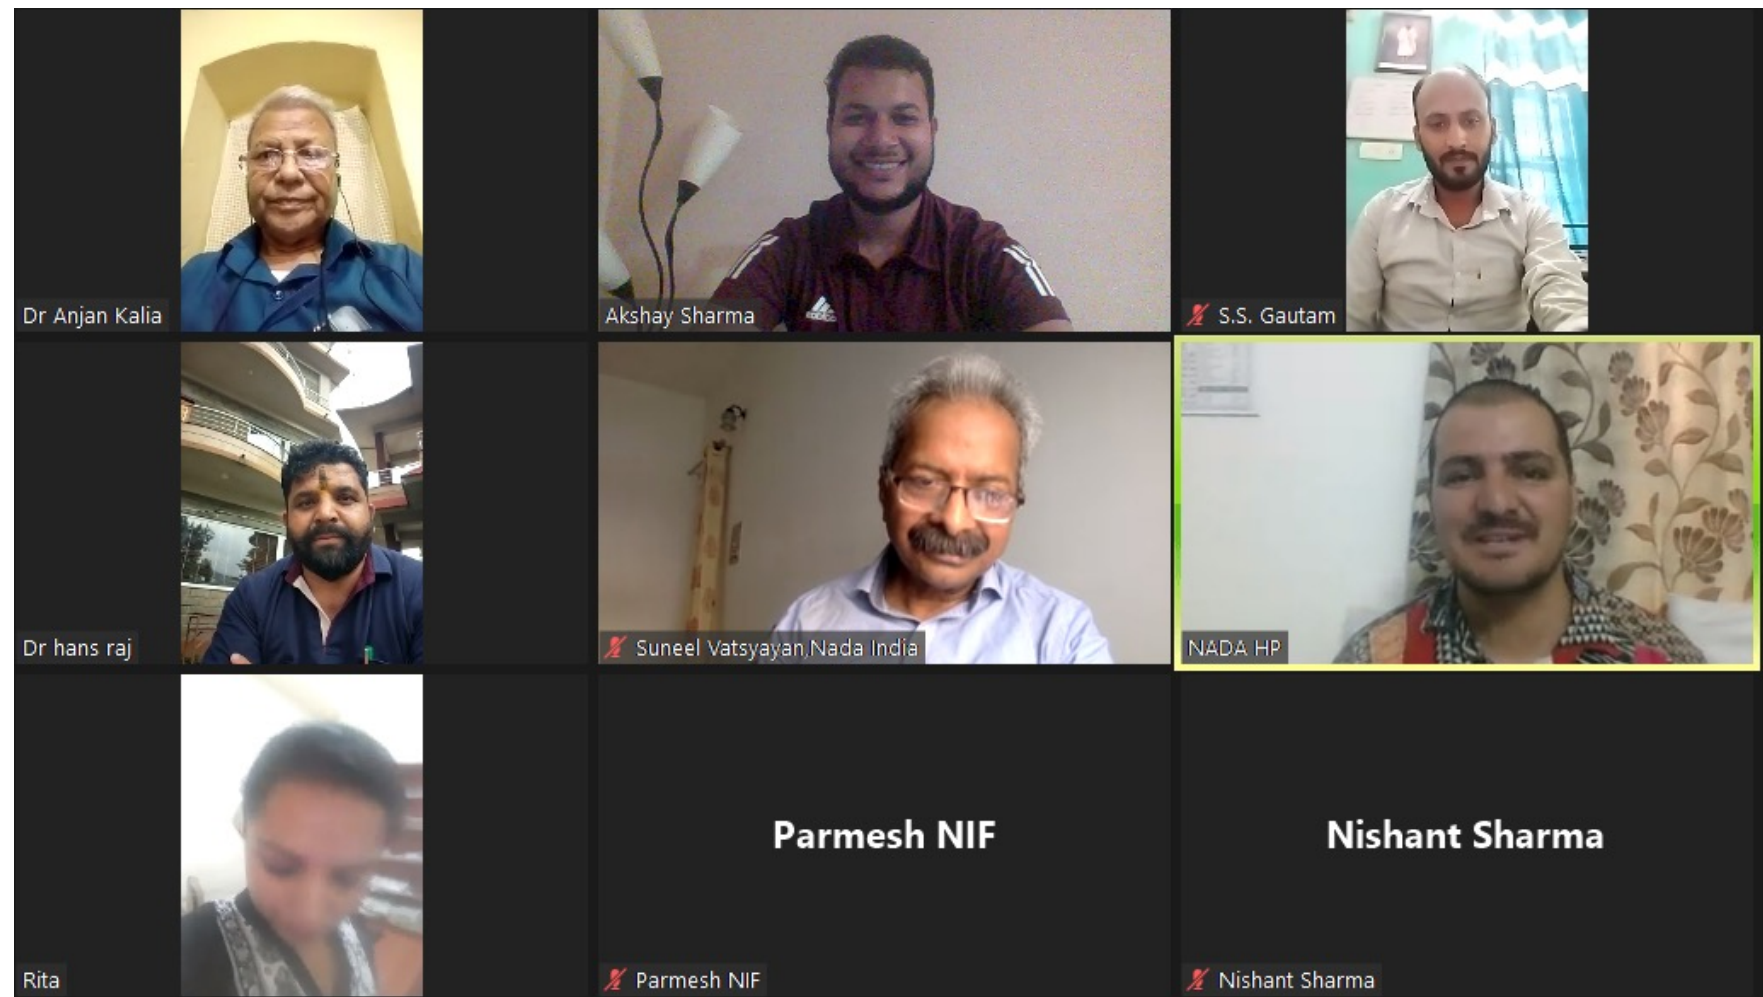 Dr Anjan Kalia
adidas
Akshay Sharma
S.S. Gautam
Dr hans raj
Suneel Vatsyayan,Nada India
NADA HP
Rita
Parmesh NIF
Parmesh NIF
Nishant Sharma
Nishant Sharma